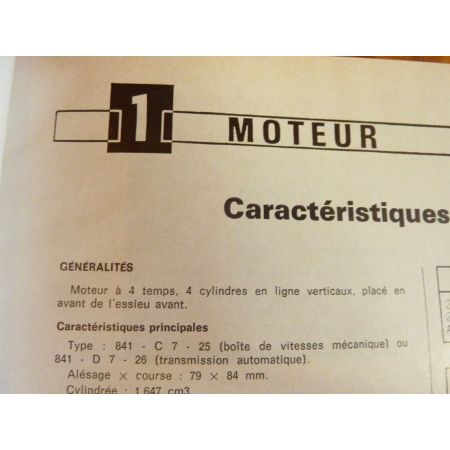 1 MOTEUR
Caractéristiques
GÉNÉRALITÉS
Moteur à 4 temps, 4 cylindres en ligne verticaux, placé en
avant de l'essieu avant.
Caractéristiques principales
Type : 841 - C 7 - 25 (boîte de vitesses mécanique) ou
841 - D 7 - 26 (transmission automatique).
Alésage × course : 79 × 84 mm.
Cylindrée : 1 647 cm3.